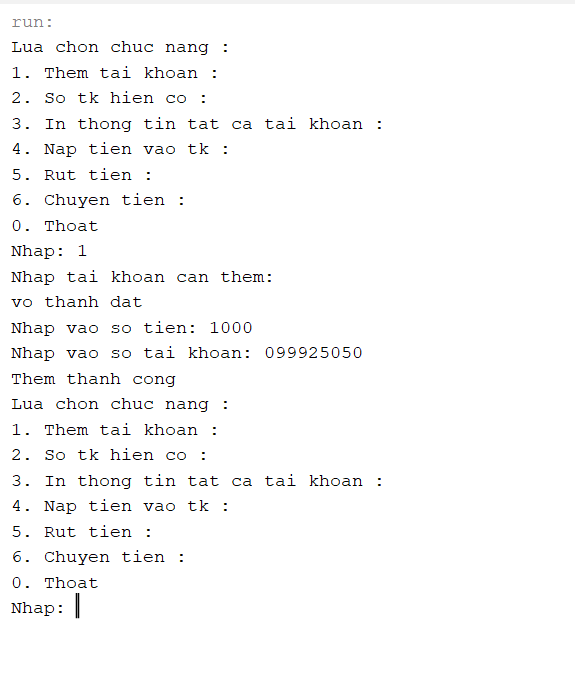 run:
Lua chon chuc nang :
1. Them tai khoan :
2. So tk hien co :
3. In thong tin tat ca tai khoan :
4. Nap tien vao tk :
5. Rut tien :
6. Chuyen tien :
0. Thoat
Nhap: 1
Nhap tai khoan can them:
vo thanh dat
Nhap vao so tien: 1000
Nhap vao so tai khoan: 099925050
Them thanh cong
Lua chon chuc nang :
1. Them tai khoan :
2. So tk hien co :
3. In thong tin tat ca tai khoan :
4. Nap tien vao tk :
5. Rut tien :
6. Chuyen tien :
0. Thoat
Nhap: